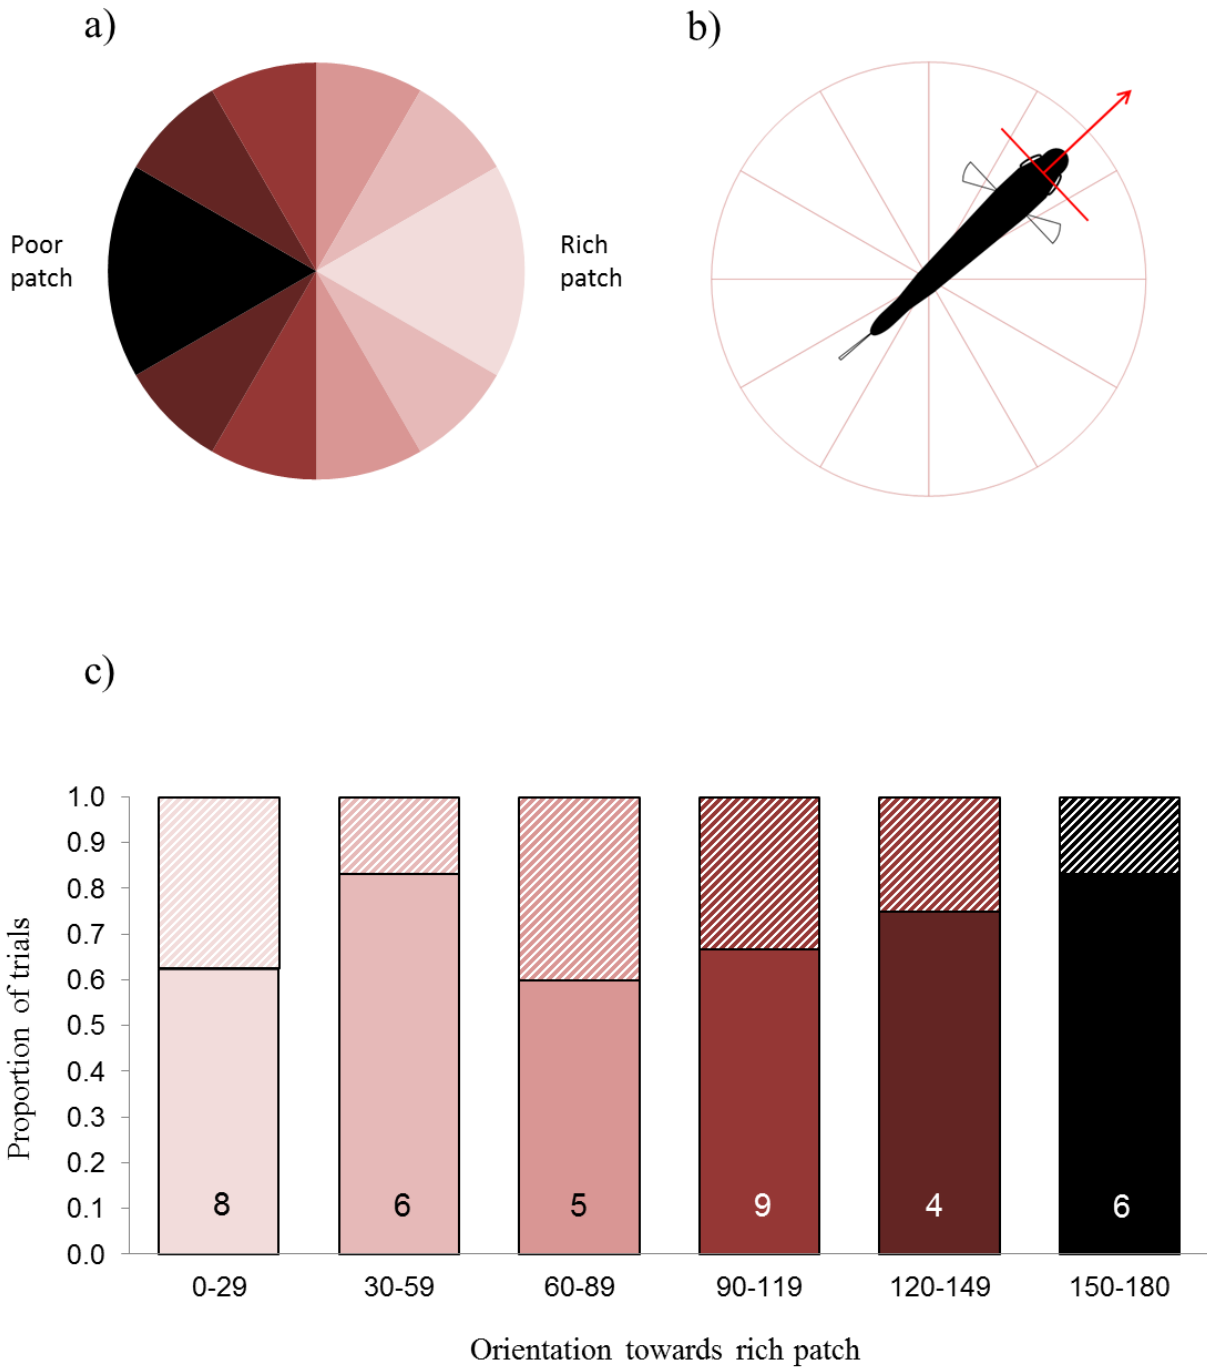 a)
b)
Poor
patch
Rich
patch
c)
Proportion of trials
1.0
0.9
0.8
0.7
0.6
0.5
0.4
0.3
0.2
0.1
0.0
8
6
5
9
4
6
0-29
30-59
60-89
90-119
120-149
150-180
Orientation towards rich patch